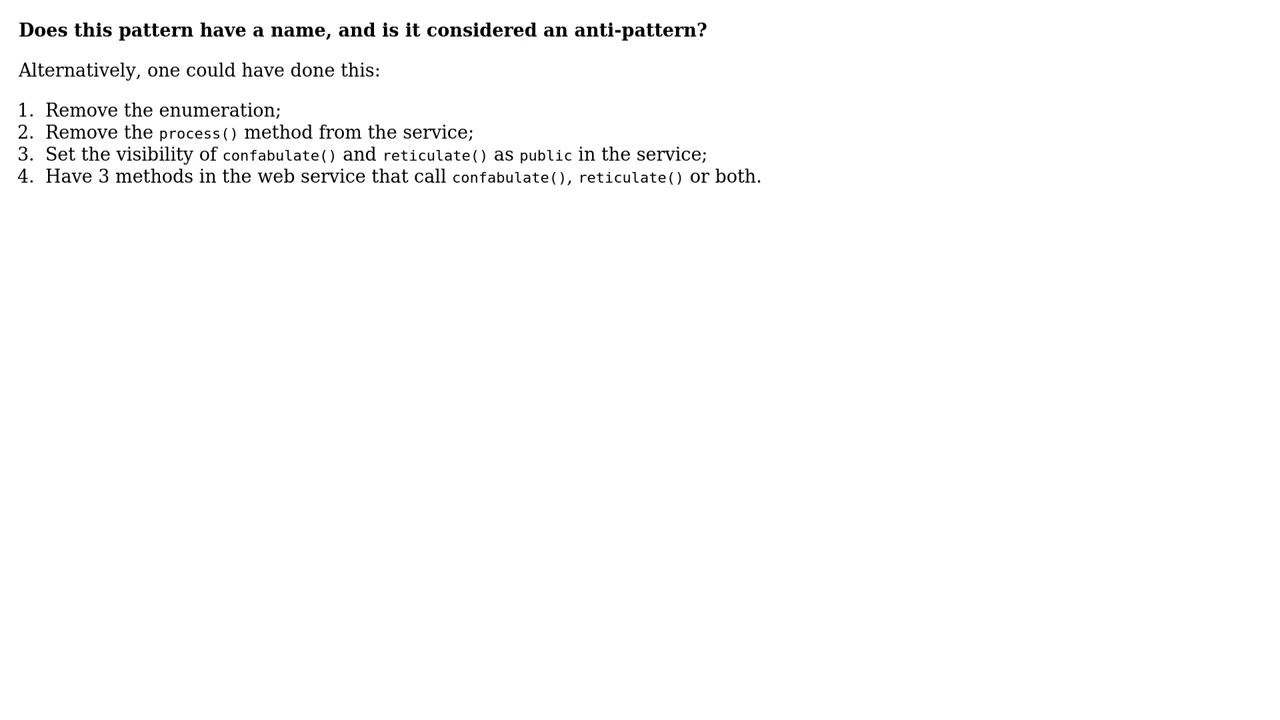 Does this pattern have a name, and is it considered an anti-pattern?
Alternatively, one could have done this:
1. Remove the enumeration;
2. Remove the process() method from the service;
3. Set the visibility of confabulate() and reticulate() as public in the service;
4. Have 3 methods in the web service that call confabulate(), reticulate() or both.